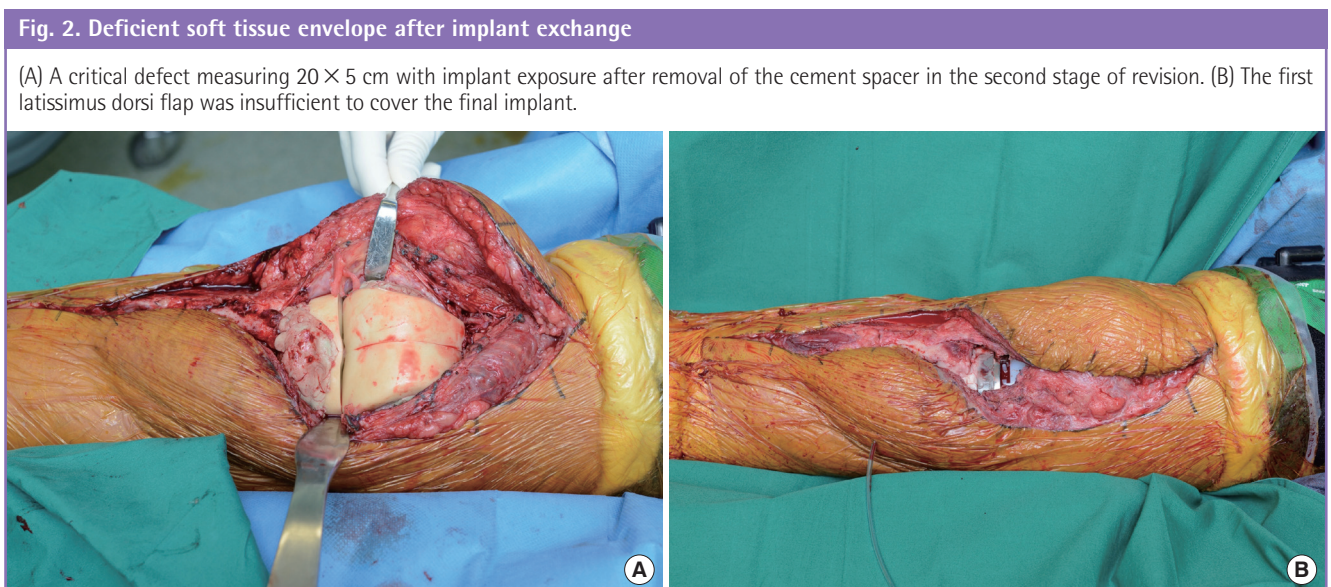 Fig. 2. Deficient soft tissue envelope after implant exchange
(A) A critical defect measuring 20 × 5 cm with implant exposure after removal of the cement spacer in the second stage of revision. (B) The first
latissimus dorsi flap was insufficient to cover the final implant.
A
B